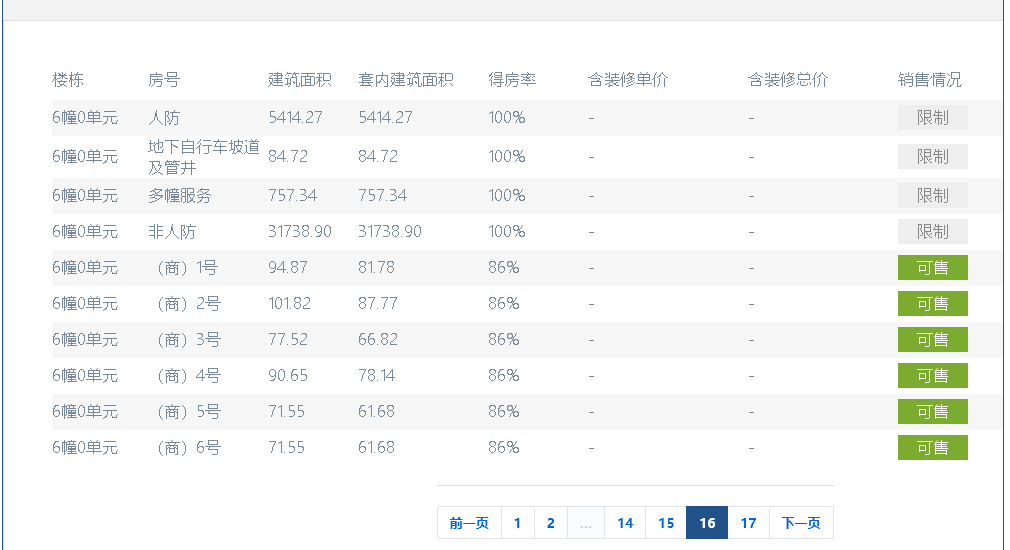 楼栋 房号 建筑面积 套内建筑面积 得房率 含装修单价 含装修总价 销售情况
6幢0单元 人防 5414.27 5414.27 100% - - 限制
6幢0单元 地下自行车坡道 84.72 84.72 100% - - 限制
及管井
6幢0单元 多幢服务 757.34 757.34 100% - - 限制
6幢0单元 非人防 31738.90 31738.90 100% - - 限制
6幢0单元 （商）1号 94.87 81.78 86% - - 可售
6幢0单元 （商）2号 101.82 87.77 86% - - 可售
6幢0单元 （商）3号 77.52 66.82 86% - - 可售
6幢0单元 （商）4号 90.65 78.14 86% - - 可售
6幢0单元 （商）5号 71.55 61.68 86% - - 可售
6幢0单元 （商）6号 71.55 61.68 86% - - 可售
前一页 1 2 ... 14 15 16 17 下一页